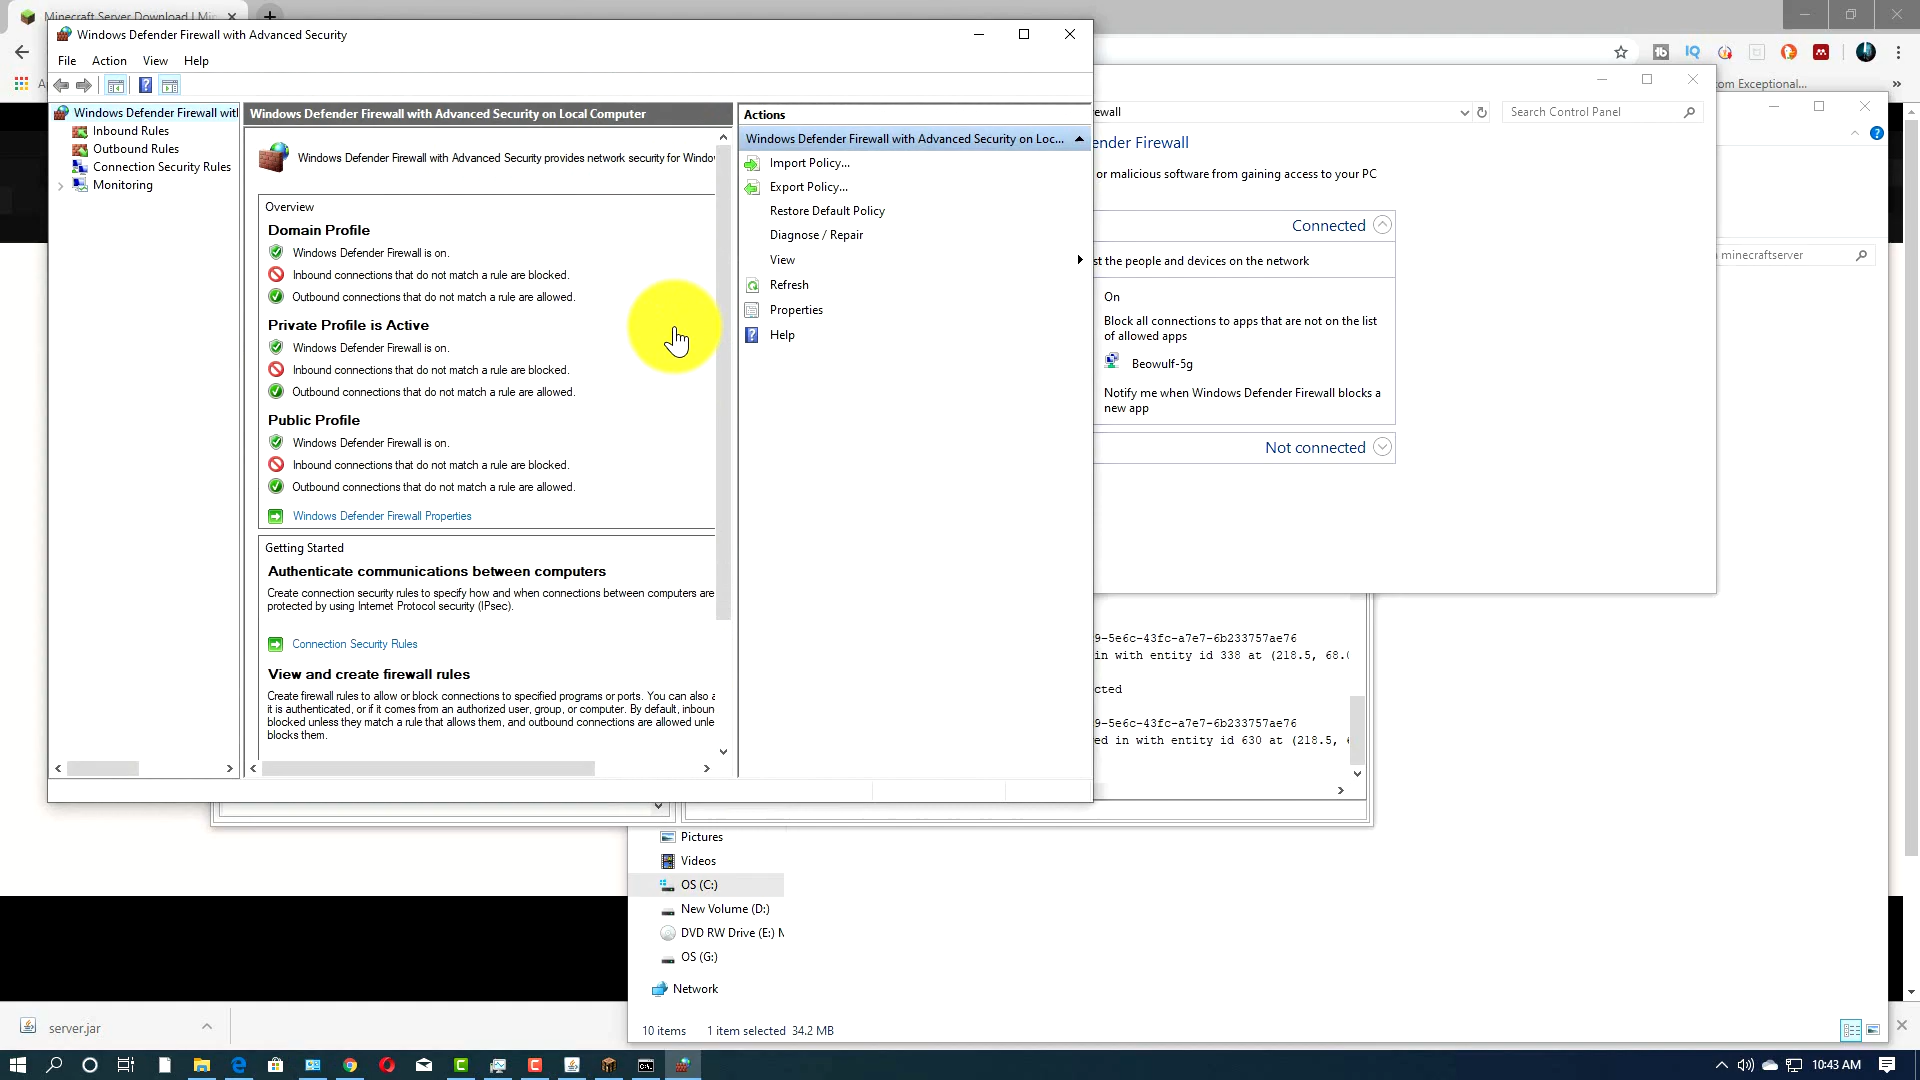 Minecraft Server Download | Mi
Windows Defender Firewall with Advanced Security
File Action View Help
Windows Defender Firewall wit
Inbound Rules
Outbound Rules
Connection Security Rules
Monitoring
Windows Defender Firewall with Advanced Security on Local Computer
Windows Defender Firewall with Advanced Security provides network security for Windo
Overview
Domain Profile
Windows Defender Firewall is on.
Inbound connections that do not match a rule are blocked.
Outbound connections that do not match a rule are allowed.
Private Profile is Active
Windows Defender Firewall is on.
Inbound connections that do not match a rule are blocked.
Outbound connections that do not match a rule are allowed.
Public Profile
Windows Defender Firewall is on.
Inbound connections that do not match a rule are blocked.
Outbound connections that do not match a rule are allowed.
Windows Defender Firewall Properties
Getting Started
Authenticate communications between computers
Create connection security rules to specify how and when connections between computers are
protected by using Internet Protocol security (IPsec).
Connection Security Rules
View and create firewall rules
Create firewall rules to allow or block connections to specified programs or ports. You can also a
it is authenticated, or if it comes from an authorized user, group, or computer. By default, inboun
blocked unless they match a rule that allows them, and outbound connections are allowed unle
blocks them.
Actions
Windows Defender Firewall with Advanced Security on Loc...
Import Policy...
Export Policy...
Restore Default Policy
Diagnose / Repair
View
Refresh
Properties
Help
om Exceptional...
ewall
Search Control Panel
ender Firewall
or malicious software from gaining access to your PC
Connected
st the people and devices on the network
On
Block all connections to apps that are not on the list
of allowed apps
Beowulf-5g
Notify me when Windows Defender Firewall blocks a
new app
Not connected
minecraftserver
9-5e6c-43fc-a7e7-6b233757ae76
in with entity id 338 at (218.5, 68.0
cted
9-5e6c-43fc-a7e7-6b233757ae76
ed in with entity id 630 at (218.5,
Pictures
Videos
OS (C:)
New Volume (D:)
DVD RW Drive (E:) M
OS (G:)
Network
10 items 1 item selected 34.2 MB
server.jar
10:43 AM